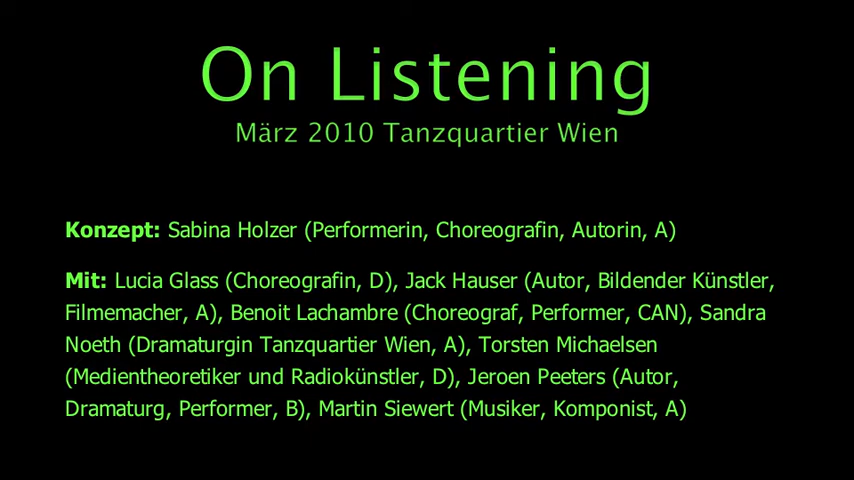 On Listening
März 2010 Tanzquartier Wien
Konzept: Sabina Holzer (Performerin, Choreografin, Autorin, A)
Mit: Lucia Glass (Choreografin, D), Jack Hauser (Autor, Bildender Künstler,
Filmemacher, A), Benoit Lachambre (Choreograf, Performer, CAN), Sandra
Noeth (Dramaturgin Tanzquartier Wien, A), Torsten Michaelsen
(Medientheoretiker und Radiokünstler, D), Jeroen Peeters (Autor,
Dramaturg, Performer, B), Martin Siewert (Musiker, Komponist, A)